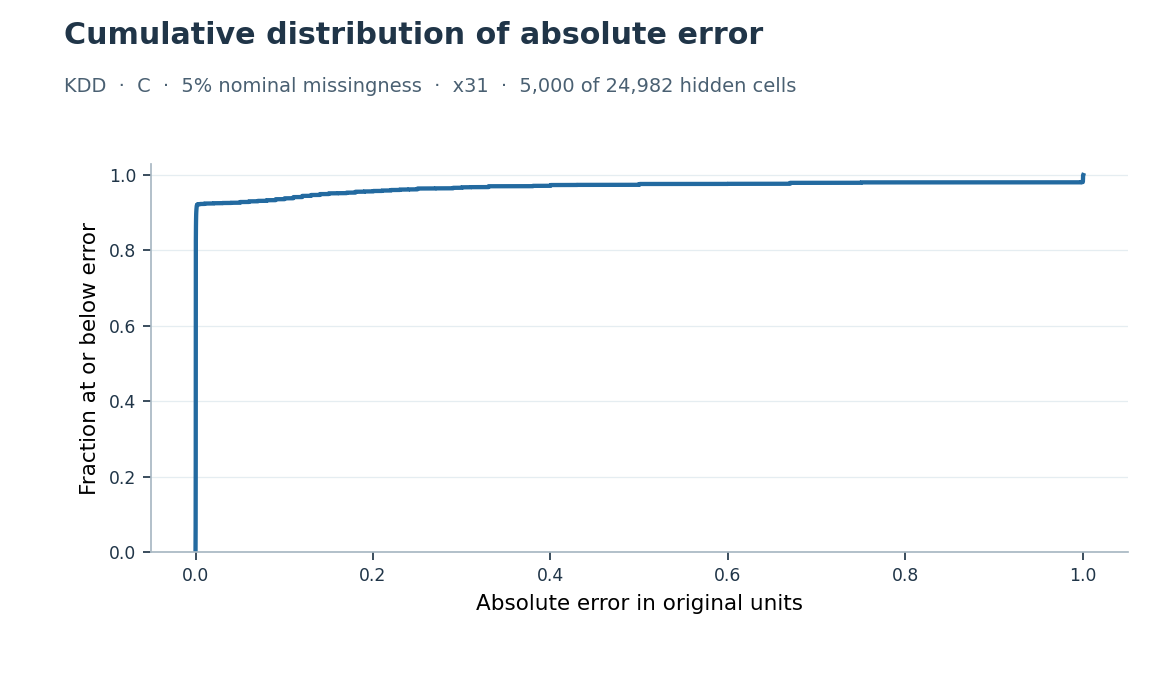 Cumulative distribution of absolute error
KDD · C · 5% nominal missingness · x31 · 5,000 of 24,982 hidden cells
Fraction at or below error
1.0
0.8
0.6
0.4
0.2
0.0
0.0 0.2 0.4 0.6 0.8 1.0
Absolute error in original units